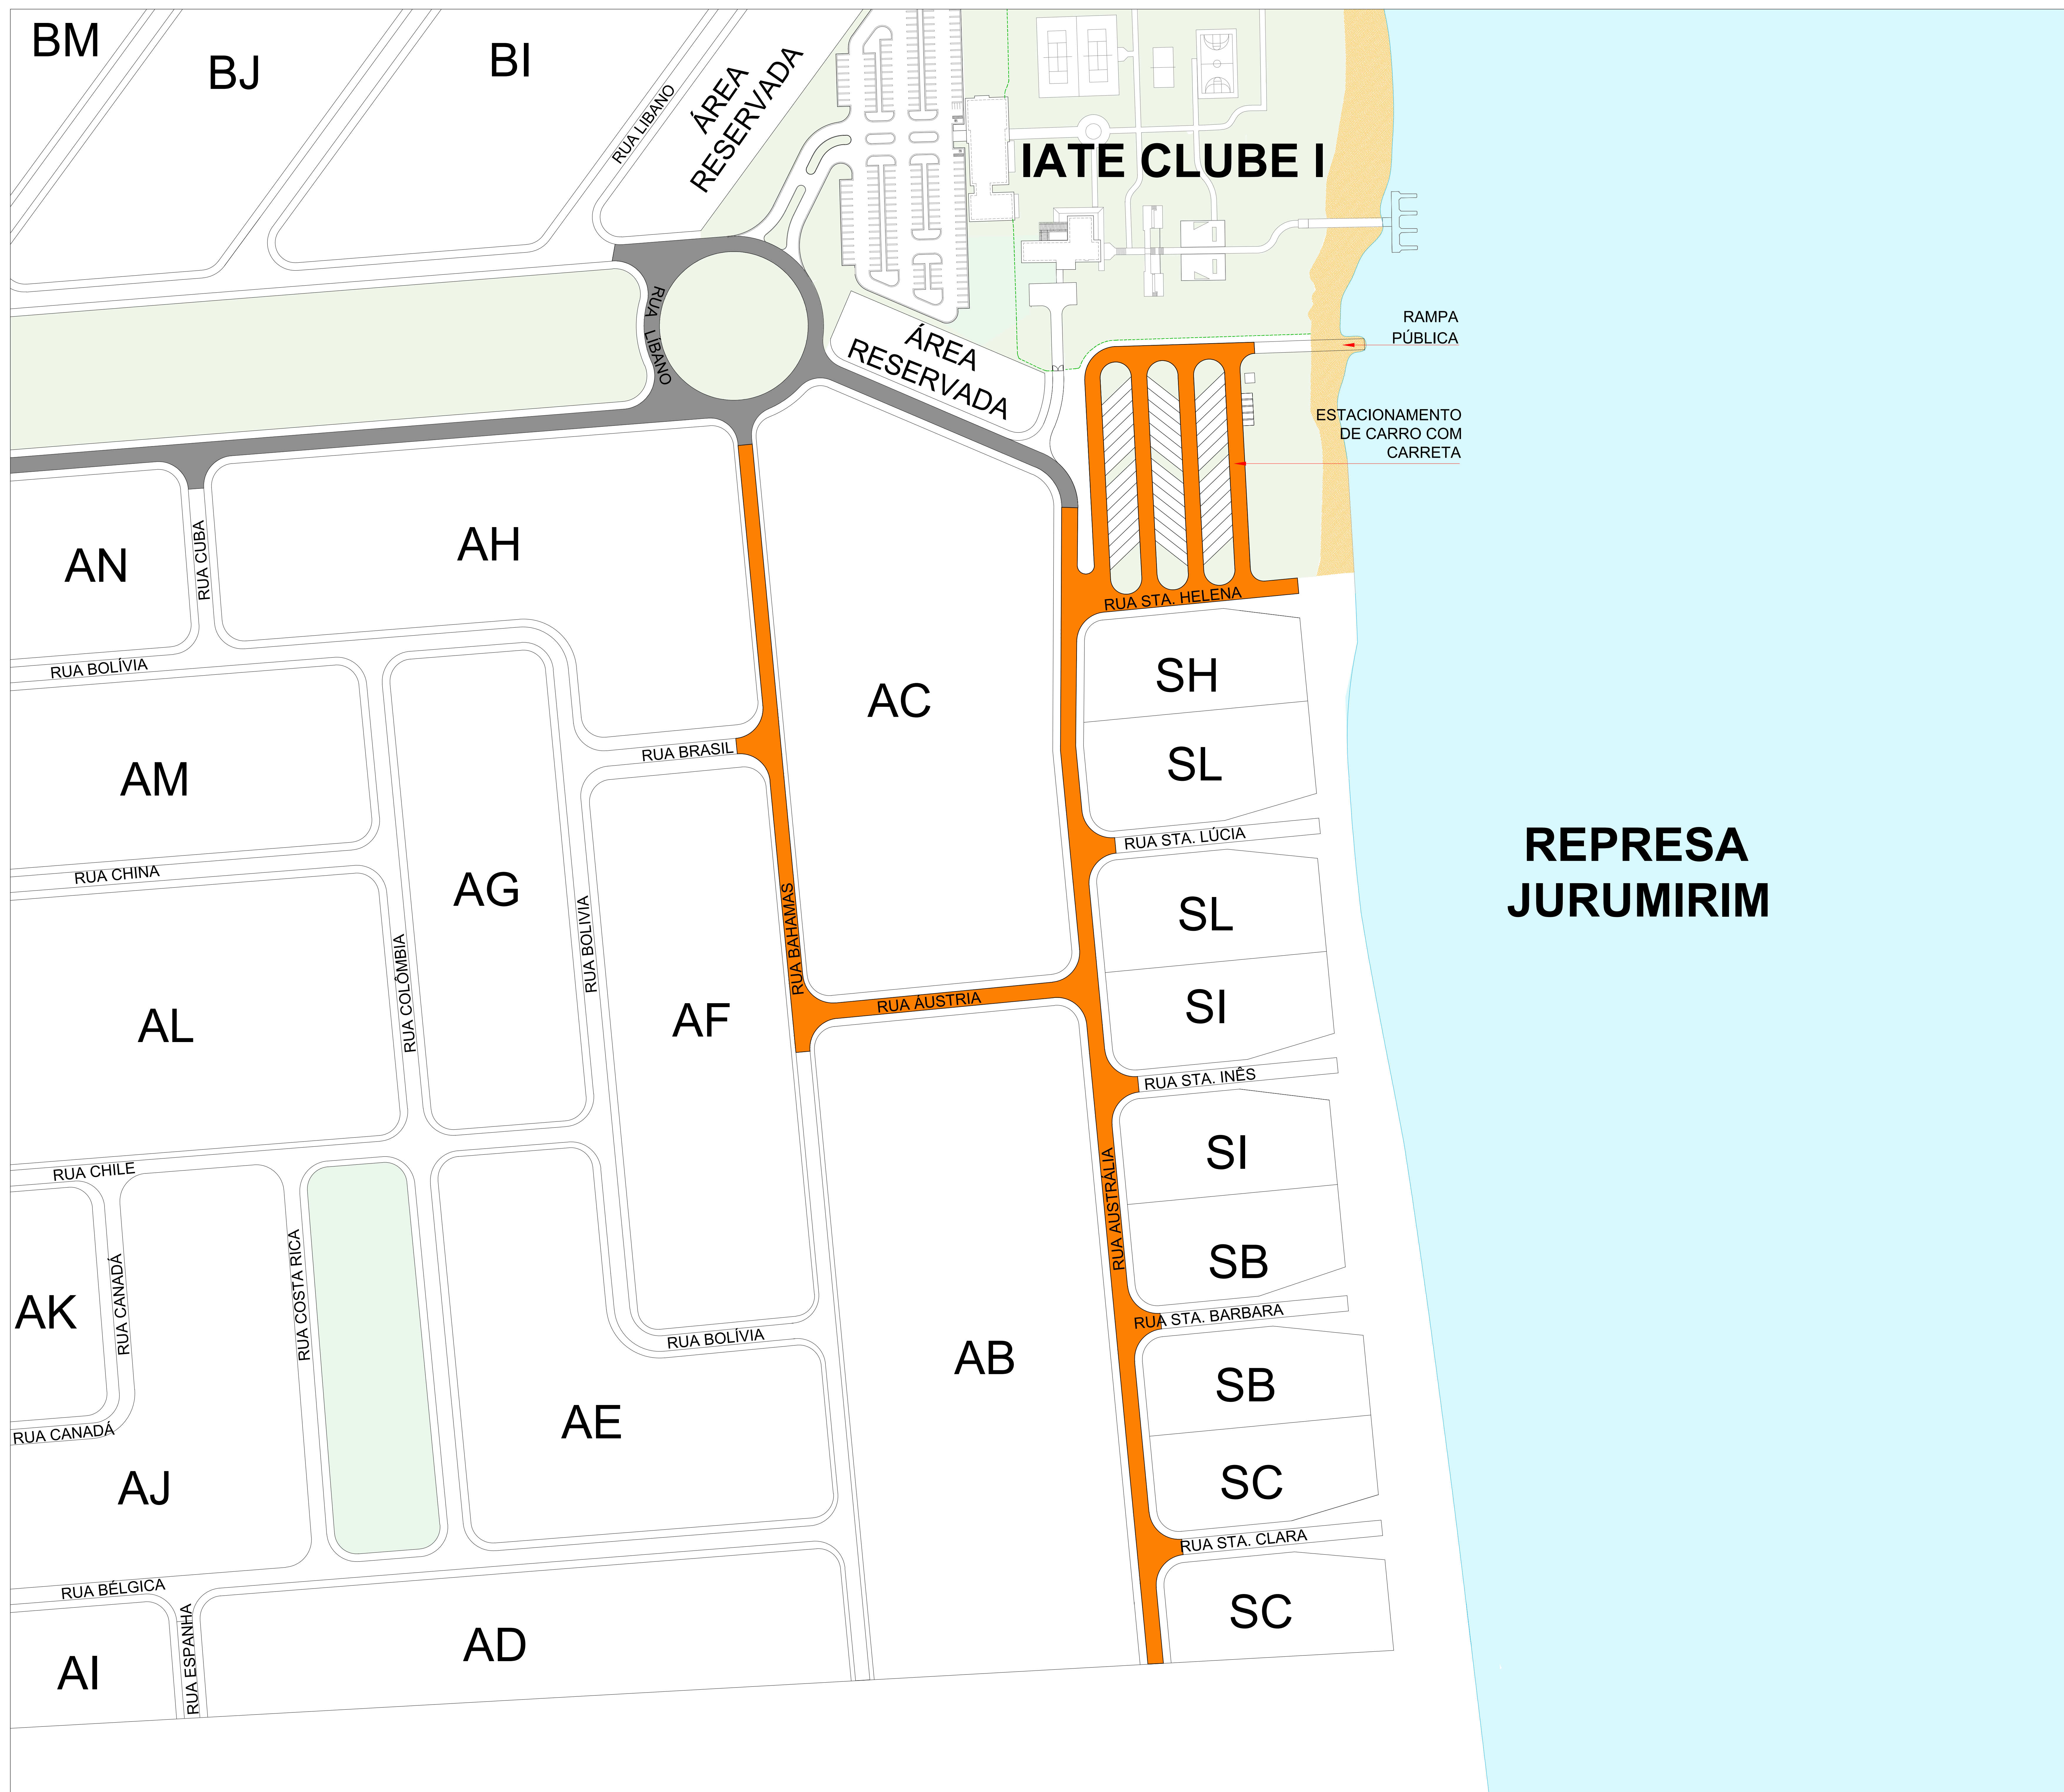 BM
BJ
BI
RUA LIBANO
ÁREA
RESERVADA
IATE CLUBE I
RUA LIBANO
RAMPA
PÚBLICA
ÁREA
RESERVADA
ESTACIONAMENTO
DE CARRO COM
CARRETA
AN
RUA CUBA
AH
RUA STA. HELENA
RUA BOLÍVIA
AC
SH
AM
RUA BRASIL
SL
RUA STA. LÚCIA
REPRESA
JURUMIRIM
RUA CHINA
AG
RUA BOLIVIA
RUA BAHAMAS
SL
RUA COLÔMBIA
AL
AF
RUA ÁUSTRIA
SI
RUA STA. INÊS
RUA CHILE
RUA AUSTRÁLIA
SI
AK
RUA CANADÁ
RUA COSTA RICA
SB
RUA STA. BARBARA
RUA BOLÍVIA
AB
SB
RUA CANADÁ
AE
AJ
SC
RUA STA. CLARA
RUA BÉLGICA
AI
RUA ESPANHA
AD
SC